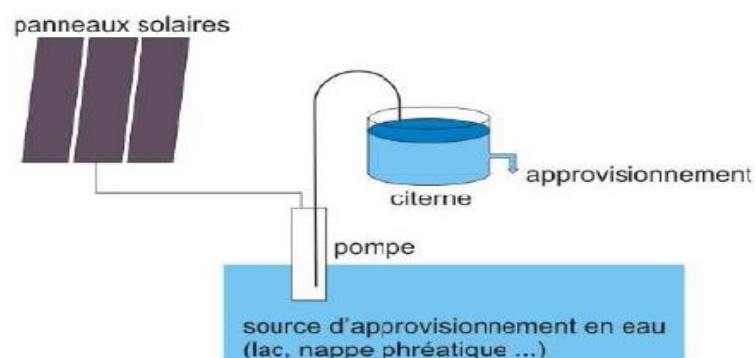 panneaux solaires
approvisionnement
citerne
pompe
source d'approvisionnement en eau
(lac, nappe phréatique ...)